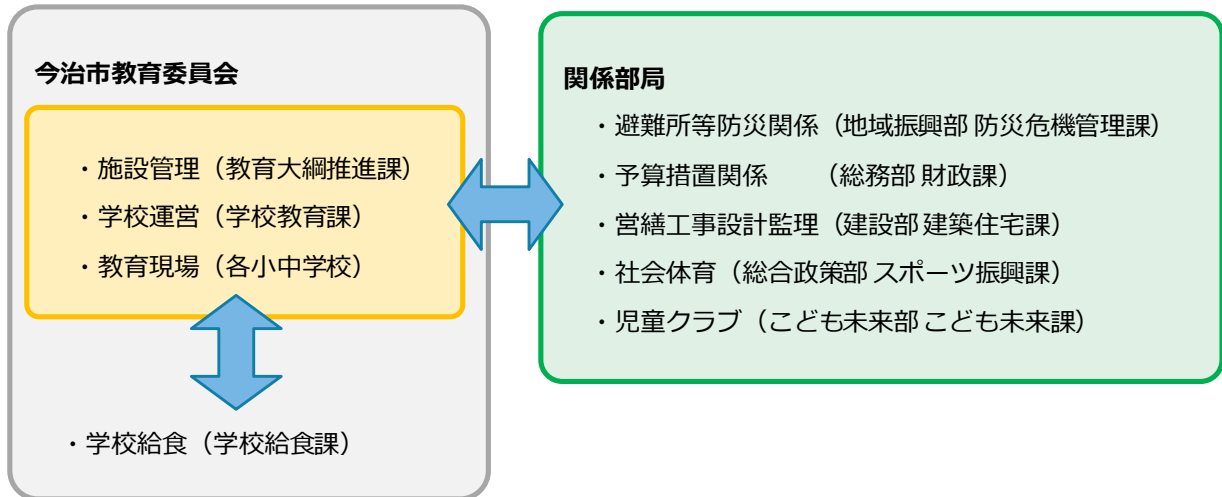 今治市教育委員会
・施設管理（教育大綱推進課）
・学校運営（学校教育課）
・教育現場（各小中学校）
・学校給食（学校給食課）
関係部局
・避難所等防災関係（地域振興部 防災危機管理課）
・予算措置関係　　（総務部 財政課）
・営繕工事設計監理（建設部 建築住宅課）
・社会体育（総合政策部 スポーツ振興課）
・児童クラブ（こども未来部 こども未来課）